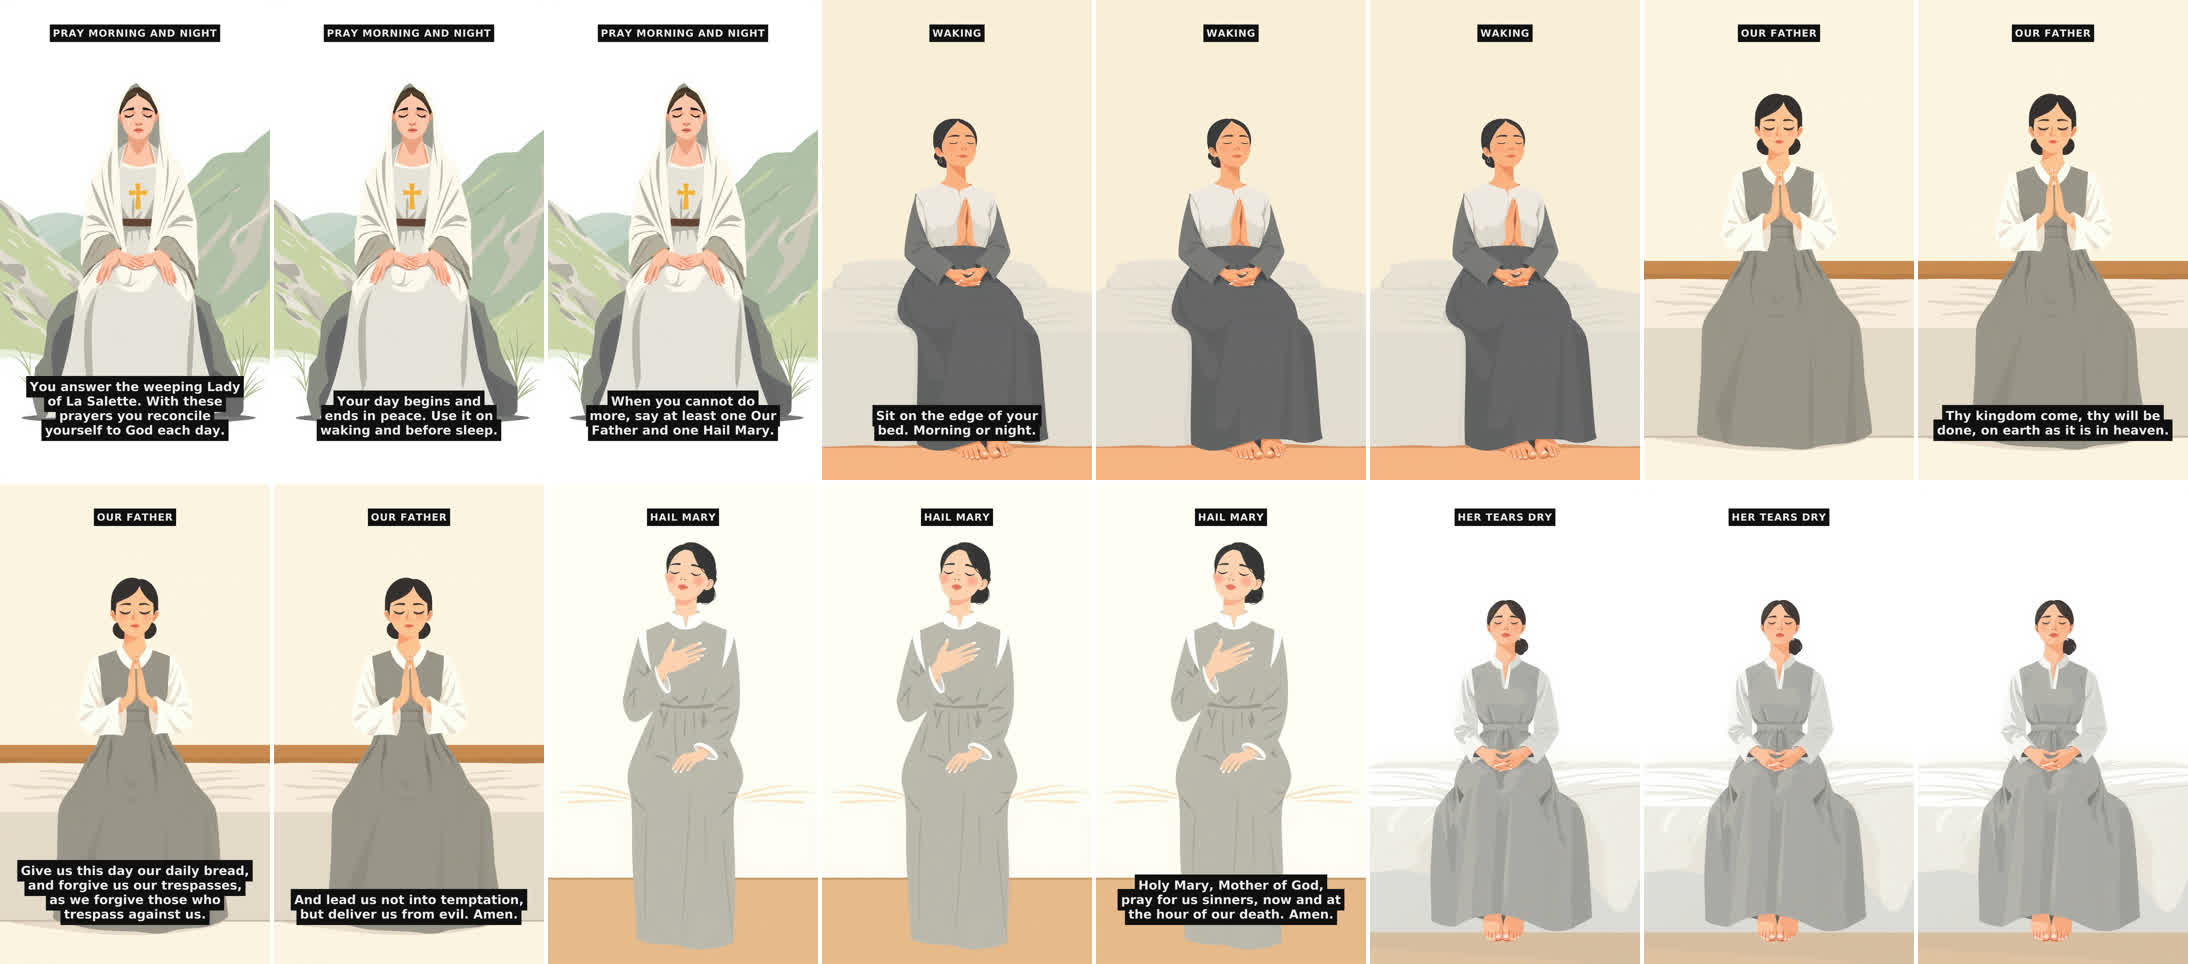 PRAY MORNING AND NIGHT
You answer the weeping Lady
of La Salette. With these
prayers you reconcile
yourself to God each day.
PRAY MORNING AND NIGHT
Your day begins and
ends in peace. Use it on
waking and before sleep.
PRAY MORNING AND NIGHT
When you cannot do
more, say at least one Our
Father and one Hail Mary.
WAKING
Sit on the edge of your
bed. Morning or night.
WAKING
WAKING
OUR FATHER
OUR FATHER
Thy kingdom come, thy will be
done, on earth as it is in heaven.
OUR FATHER
Give us this day our daily bread,
and forgive us our trespasses,
as we forgive those who
trespass against us.
OUR FATHER
And lead us not into temptation,
but deliver us from evil. Amen.
HAIL MARY
HAIL MARY
HAIL MARY
Holy Mary, Mother of God,
pray for us sinners, now and at
the hour of our death. Amen.
HER TEARS DRY
HER TEARS DRY